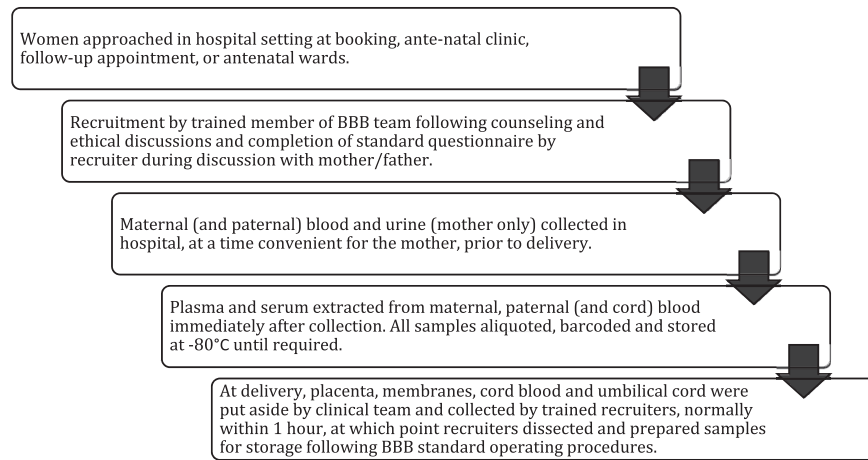 Women approached in hospital setting at booking, ante-natal clinic,
follow-up appointment, or antenatal wards.
Recruitment by trained member of BBB team following counseling and
ethical discussions and completion of standard questionnaire by
recruiter during discussion with mother/father.
Maternal (and paternal) blood and urine (mother only) collected in
hospital, at a time convenient for the mother, prior to delivery.
Plasma and serum extracted from maternal, paternal (and cord) blood
immediately after collection. All samples aliquoted, barcoded and stored
at -80°C until required.
At delivery, placenta, membranes, cord blood and umbilical cord were
put aside by clinical team and collected by trained recruiters, normally
within 1 hour, at which point recruiters dissected and prepared samples
for storage following BBB standard operating procedures.